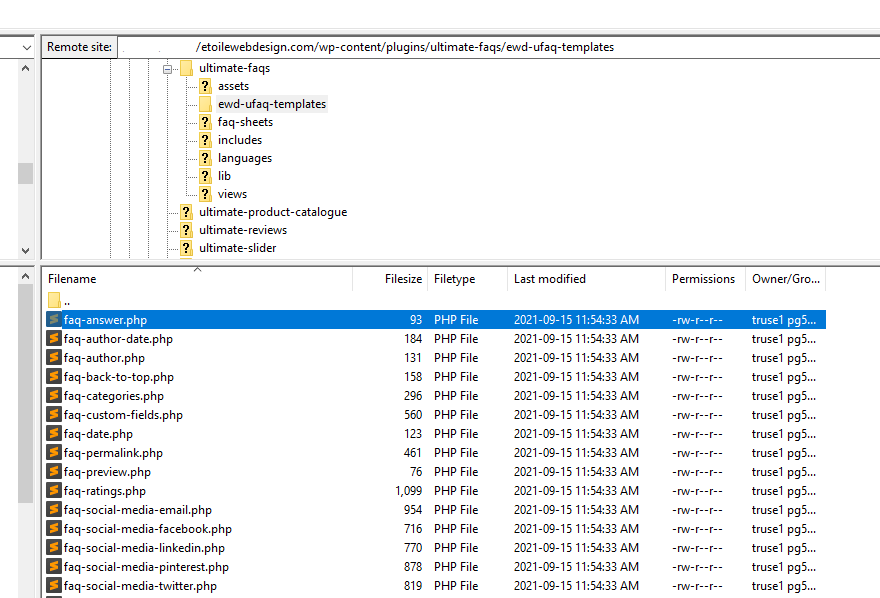 Remote site: /etoilewebdesign.com/wp-content/plugins/ultimate-faqs/ewd-ufaq-templates
ultimate-faqs
? assets
ewd-ufaq-templates
? faq-sheets
? includes
? languages
? lib
? views
? ultimate-product-catalogue
? ultimate-reviews
? ultimate-slider
Filename Filesize Filetype Last modified Permissions Owner/Gro...
..
faq-answer.php 93 PHP File 2021-09-15 11:54:33 AM -rw-r--r-- truse1 pg5...
faq-author-date.php 184 PHP File 2021-09-15 11:54:33 AM -rw-r--r-- truse1 pg5...
faq-author.php 131 PHP File 2021-09-15 11:54:33 AM -rw-r--r-- truse1 pg5...
faq-back-to-top.php 158 PHP File 2021-09-15 11:54:33 AM -rw-r--r-- truse1 pg5...
faq-categories.php 296 PHP File 2021-09-15 11:54:33 AM -rw-r--r-- truse1 pg5...
faq-custom-fields.php 560 PHP File 2021-09-15 11:54:33 AM -rw-r--r-- truse1 pg5...
faq-date.php 123 PHP File 2021-09-15 11:54:33 AM -rw-r--r-- truse1 pg5...
faq-permalink.php 461 PHP File 2021-09-15 11:54:33 AM -rw-r--r-- truse1 pg5...
faq-preview.php 76 PHP File 2021-09-15 11:54:33 AM -rw-r--r-- truse1 pg5...
faq-ratings.php 1,099 PHP File 2021-09-15 11:54:33 AM -rw-r--r-- truse1 pg5...
faq-social-media-email.php 954 PHP File 2021-09-15 11:54:33 AM -rw-r--r-- truse1 pg5...
faq-social-media-facebook.php 716 PHP File 2021-09-15 11:54:33 AM -rw-r--r-- truse1 pg5...
faq-social-media-linkedin.php 770 PHP File 2021-09-15 11:54:33 AM -rw-r--r-- truse1 pg5...
faq-social-media-pinterest.php 878 PHP File 2021-09-15 11:54:33 AM -rw-r--r-- truse1 pg5...
faq-social-media-twitter.php 819 PHP File 2021-09-15 11:54:33 AM -rw-r--r-- truse1 pg5...